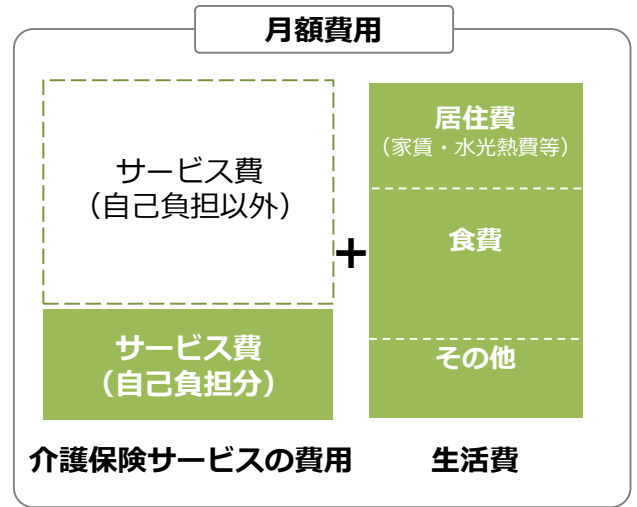 月額費用
サービス費
（自己負担以外）
サービス費
（自己負担分）
+
居住費
（家賃・水光熱費等）
食費
その他
介護保険サービスの費用
生活費